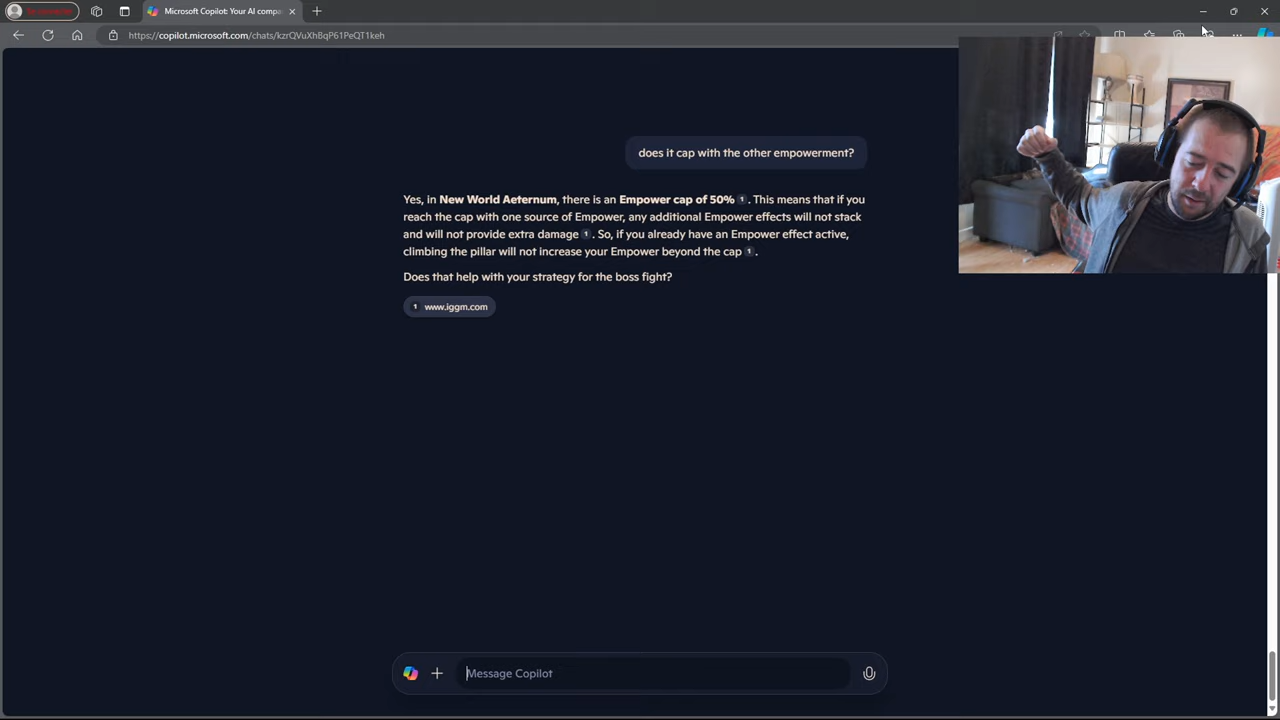 Microsoft Copilot: Your AI compa
https://copilot.microsoft.com/chats/kzrQVuXhBqP61PeQT1keh
does it cap with the other empowerment?
Yes, in New World Aeternum, there is an Empower cap of 50% 1 . This means that if you
reach the cap with one source of Empower, any additional Empower effects will not stack
and will not provide extra damage 1 . So, if you already have an Empower effect active,
climbing the pillar will not increase your Empower beyond the cap 1 .
Does that help with your strategy for the boss fight?
1 www.iggm.com
Message Copilot